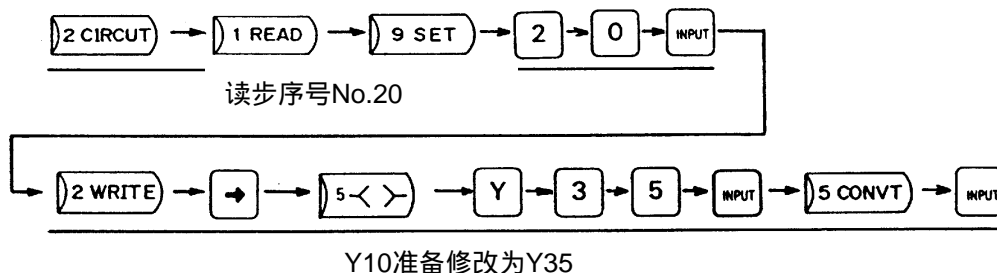 2 CIRCUT 1 READ 9 SET 2 0 INPUT
读步序号No.20
2 WRITE 5 Y 3 5 INPUT 5 CONVT INPUT
Y10准备修改为Y35